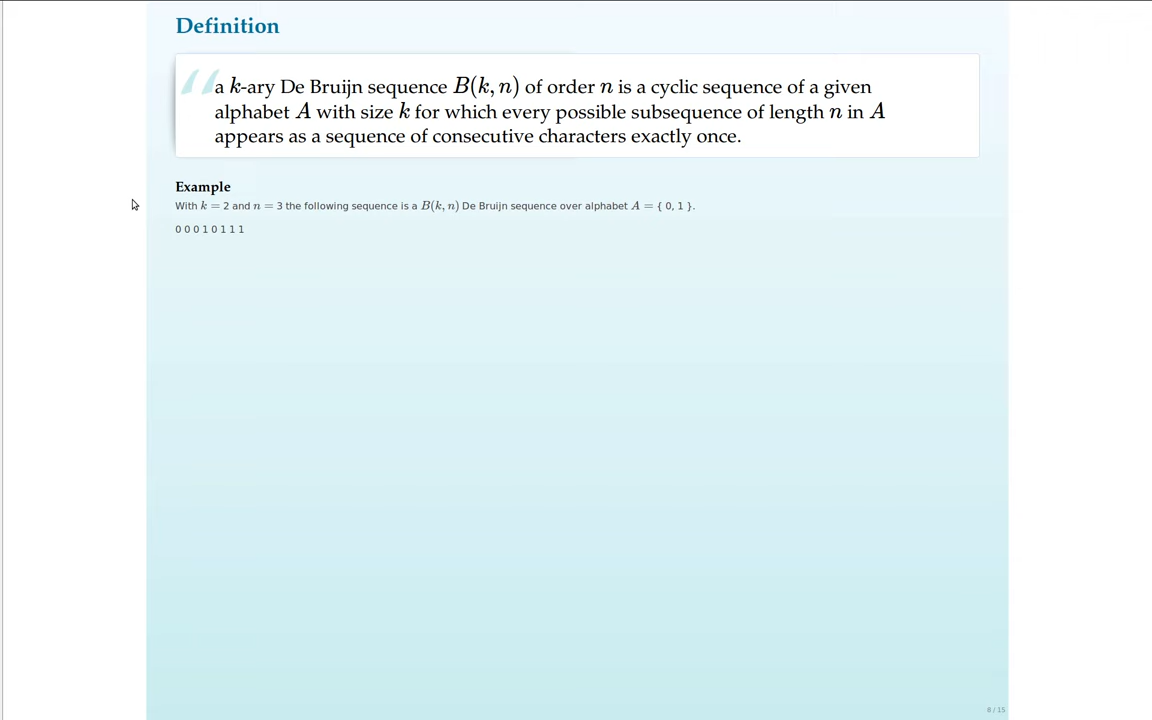 Definition
a k-ary De Bruijn sequence B(k, n) of order n is a cyclic sequence of a given
alphabet A with size k for which every possible subsequence of length n in A
appears as a sequence of consecutive characters exactly once.
Example
With k = 2 and n = 3 the following sequence is a B(k, n) De Bruijn sequence over alphabet A = { 0, 1 }.
0 0 0 1 0 1 1 1
8 / 15